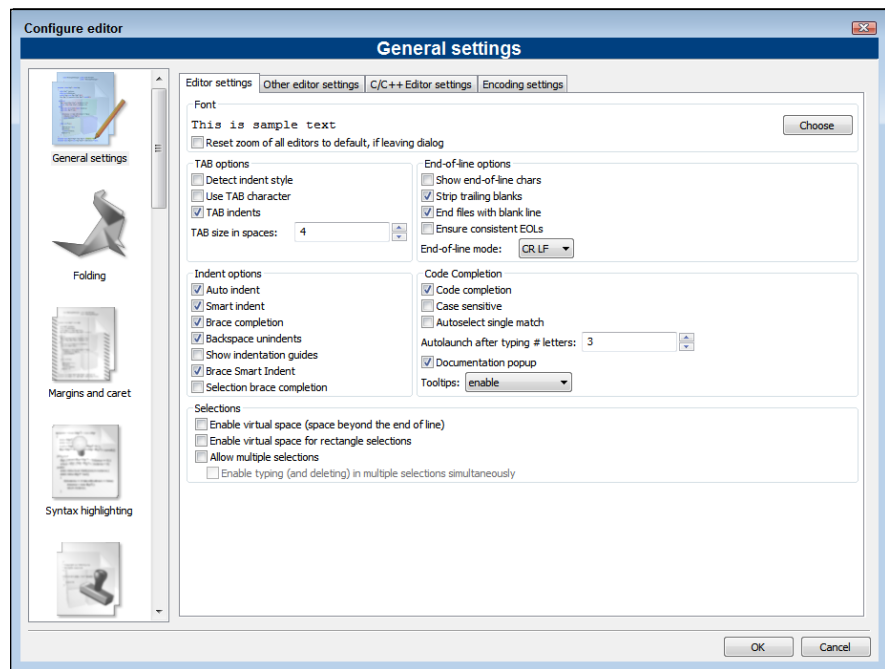 Configure editor
General settings
General settings
Folding
Margins and caret
Syntax highlighting
Editor settings
Other editor settings
C/C++ Editor settings
Encoding settings
Font
This is sample text
Choose
Reset zoom of all editors to default, if leaving dialog
TAB options
Detect indent style
Use TAB character
TAB indents
TAB size in spaces: 4
End-of-line options
Show end-of-line chars
Strip trailing blanks
End files with blank line
Ensure consistent EOLs
End-of-line mode: CR LF
Indent options
Auto indent
Smart indent
Brace completion
Backspace unindents
Show indentation guides
Brace Smart Indent
Selection brace completion
Code Completion
Code completion
Case sensitive
Autoselect single match
Autolaunch after typing # letters: 3
Documentation popup
Tooltips: enable
Selections
Enable virtual space (space beyond the end of line)
Enable virtual space for rectangle selections
Allow multiple selections
Enable typing (and deleting) in multiple selections simultaneously
OK
Cancel